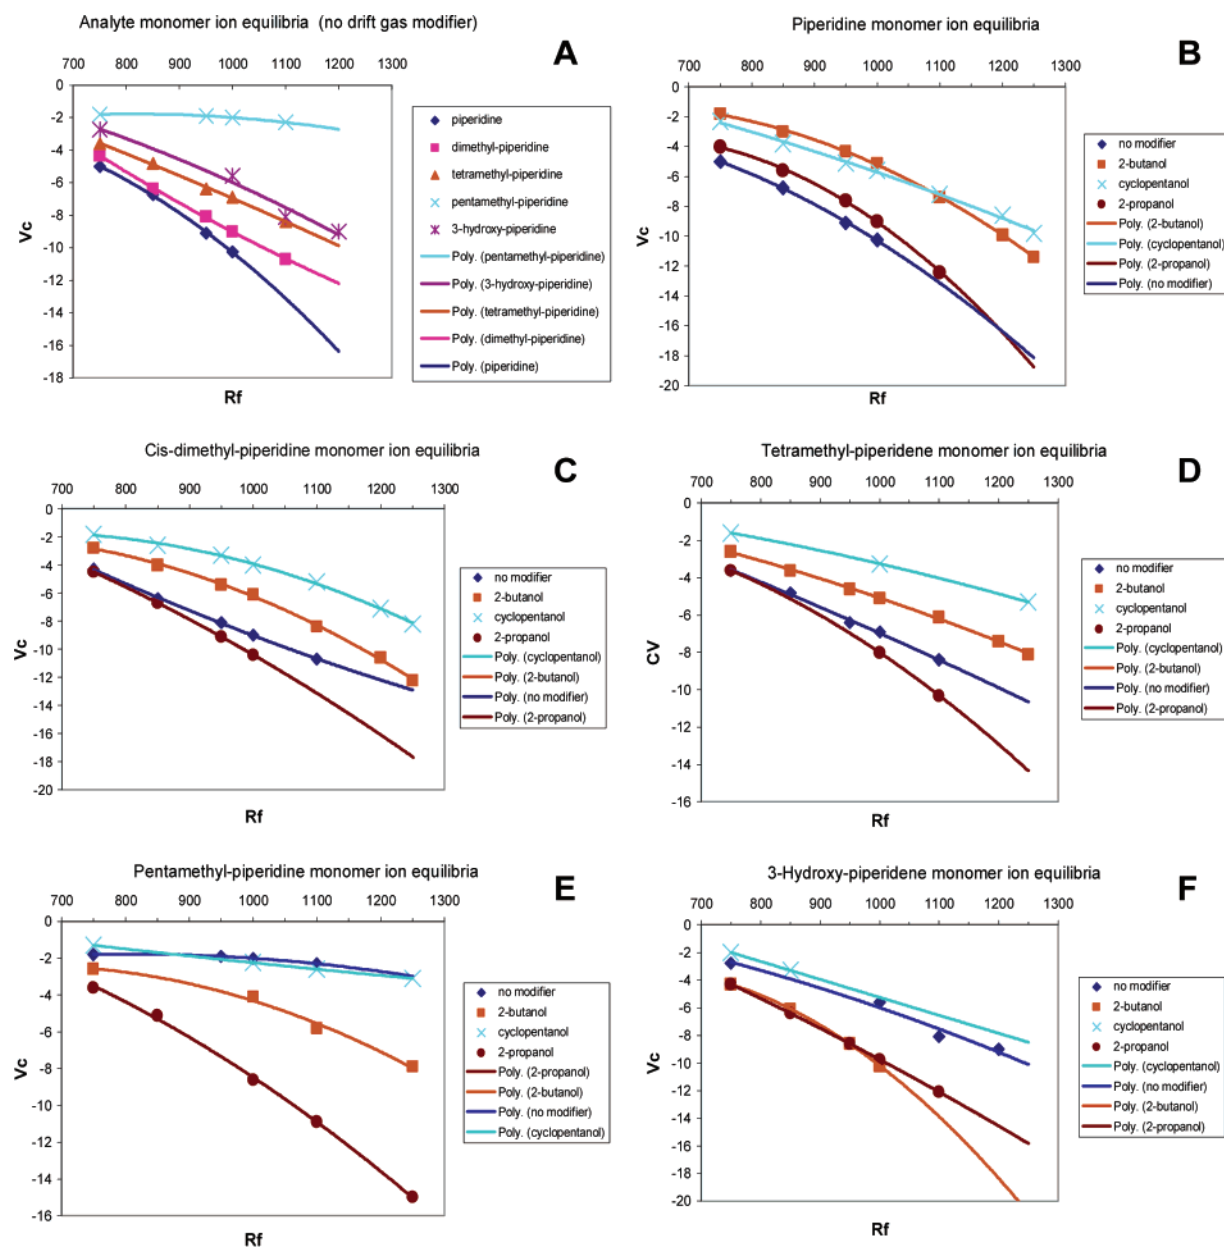 Analyte monomer ion equilibria (no drift gas modifier)
A
700 800 900 1000 1100 1200 1300
0
-2
-4
-6
-8
-10
-12
-14
-16
-18
Vc
Rf
piperidine
dimethyl-piperidine
tetramethyl-piperidine
pentamethyl-piperidine
3-hydroxy-piperidine
Poly. (pentamethyl-piperidine)
Poly. (3-hydroxy-piperidine)
Poly. (tetramethyl-piperidine)
Poly. (dimethyl-piperidine)
Poly. (piperidine)
Piperidine monomer ion equilibria
B
700 800 900 1000 1100 1200 1300
0
-2
-4
-6
-8
-10
-12
-14
-16
-18
-20
Vc
Rf
no modifier
2-butanol
cyclopentanol
2-propanol
Poly. (2-butanol)
Poly. (cyclopentanol)
Poly. (2-propanol)
Poly. (no modifier)
Cis-dimethyl-piperidine monomer ion equilibria
C
700 800 900 1000 1100 1200 1300
0
-2
-4
-6
-8
-10
-12
-14
-16
-18
-20
Vc
Rf
no modifier
2-butanol
cyclopentanol
2-propanol
Poly. (cyclopentanol)
Poly. (2-butanol)
Poly. (no modifier)
Poly. (2-propanol)
Tetramethyl-piperidene monomer ion equilibria
D
700 800 900 1000 1100 1200 1300
0
-2
-4
-6
-8
-10
-12
-14
-16
CV
Rf
no modifier
2-butanol
cyclopentanol
2-propanol
Poly. (cyclopentanol)
Poly. (2-butanol)
Poly. (no modifier)
Poly. (2-propanol)
Pentamethyl-piperidine monomer ion equilibria
E
700 800 900 1000 1100 1200 1300
0
-2
-4
-6
-8
-10
-12
-14
-16
Vc
Rf
no modifier
2-butanol
cyclopentanol
2-propanol
Poly. (2-propanol)
Poly. (2-butanol)
Poly. (no modifier)
Poly. (cyclopentanol)
3-Hydroxy-piperidene monomer ion equilibria
F
700 800 900 1000 1100 1200 1300
0
-2
-4
-6
-8
-10
-12
-14
-16
-18
-20
Vc
Rf
no modifier
2-butanol
cyclopentanol
2-propanol
Poly. (cyclopentanol)
Poly. (no modifier)
Poly. (2-butanol)
Poly. (2-propanol)